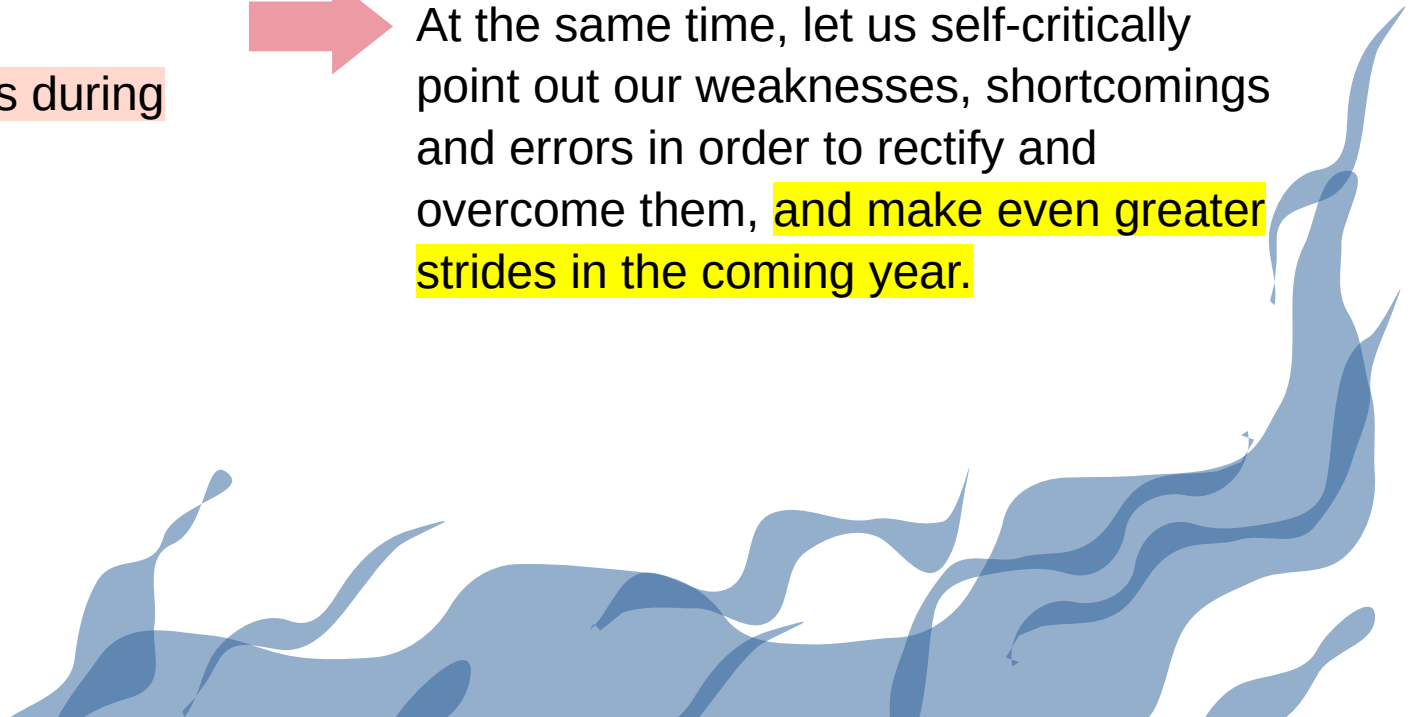 At the same time, let us self-critically
s during
point out our weaknesses, shortcomings
and errors in order to rectify and
overcome them, and make even greater
strides in the coming year.